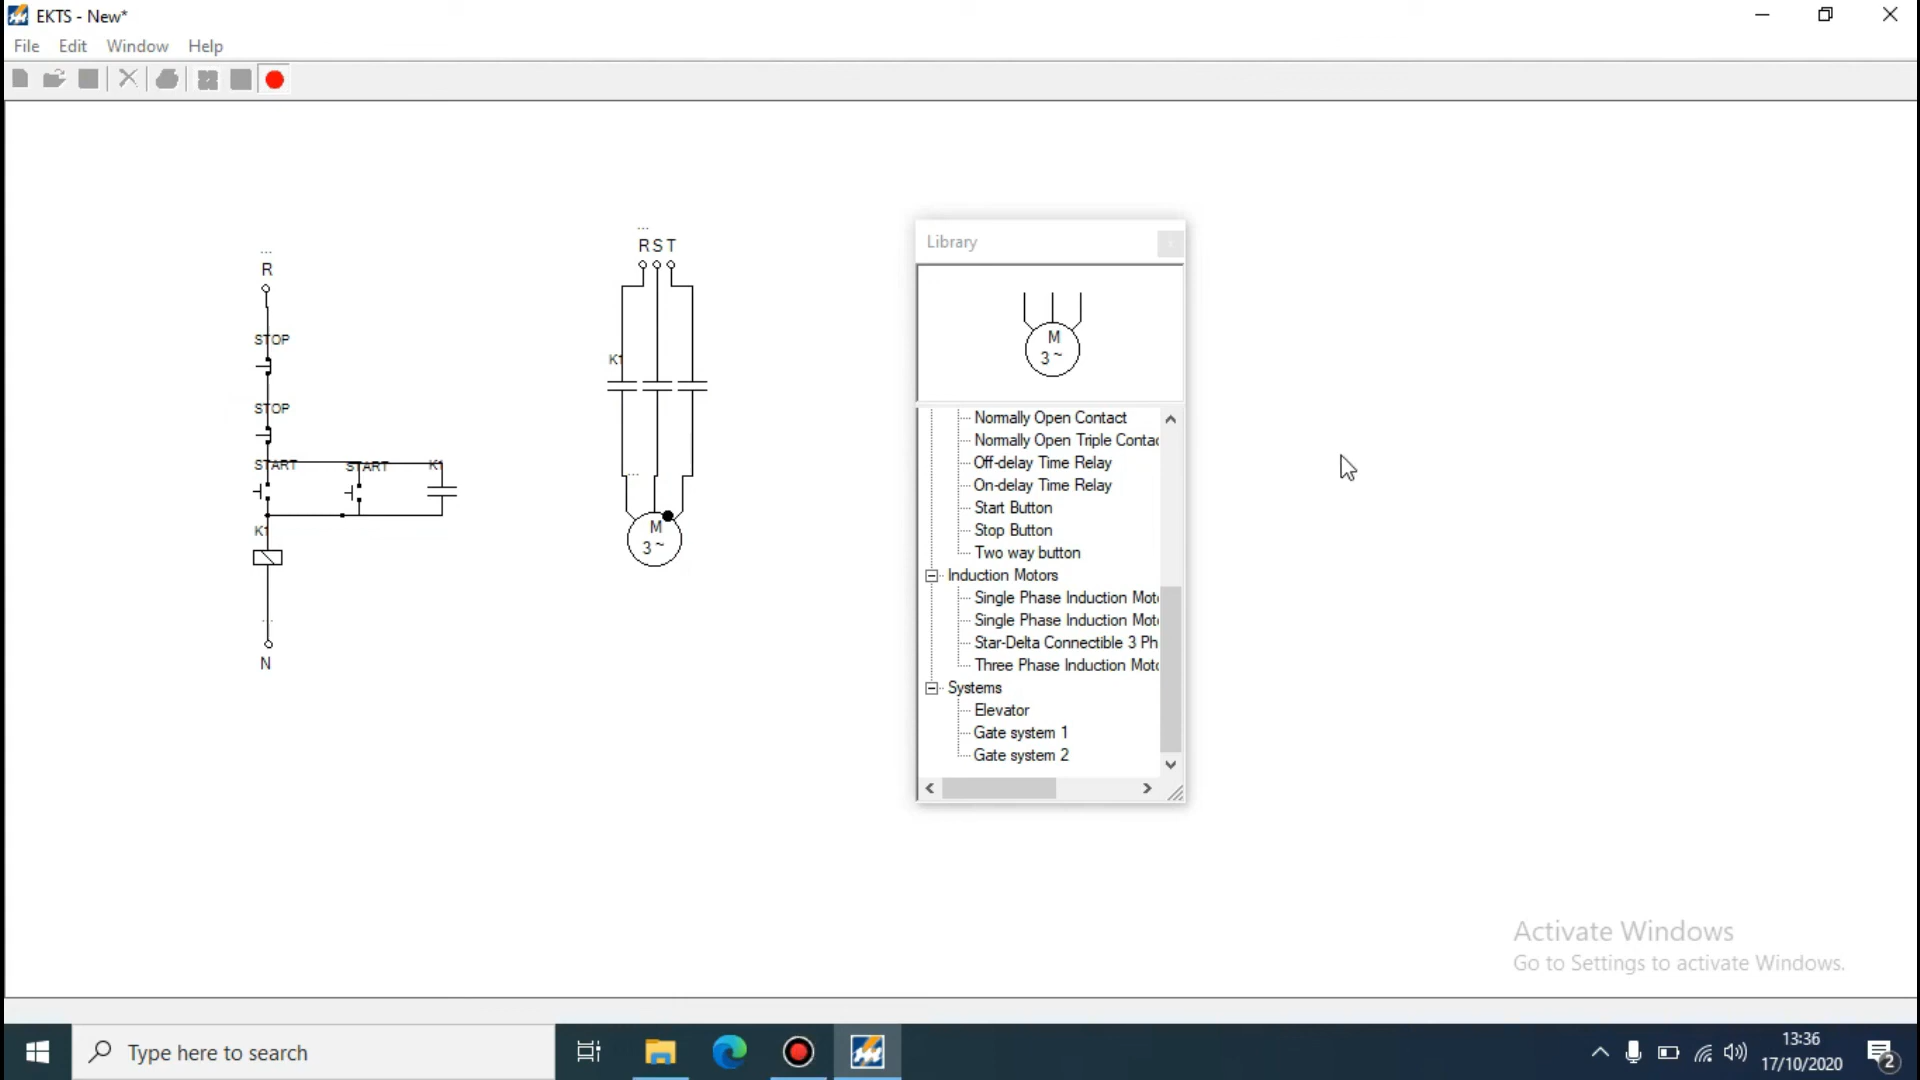 EKTS - New*
File Edit Window Help
...
R
STOP
STOP
START START K1
K1
N
...
R S T
K1
...
M
3 ~
Library
M
3 ~
Normally Open Contact
Normally Open Triple Contac
Off-delay Time Relay
On-delay Time Relay
Start Button
Stop Button
Two way button
Induction Motors
Single Phase Induction Moto
Single Phase Induction Moto
Star-Delta Connectible 3 Ph
Three Phase Induction Moto
Systems
Elevator
Gate system 1
Gate system 2
Activate Windows
Go to Settings to activate Windows.
Type here to search
13:36
17/10/2020
2